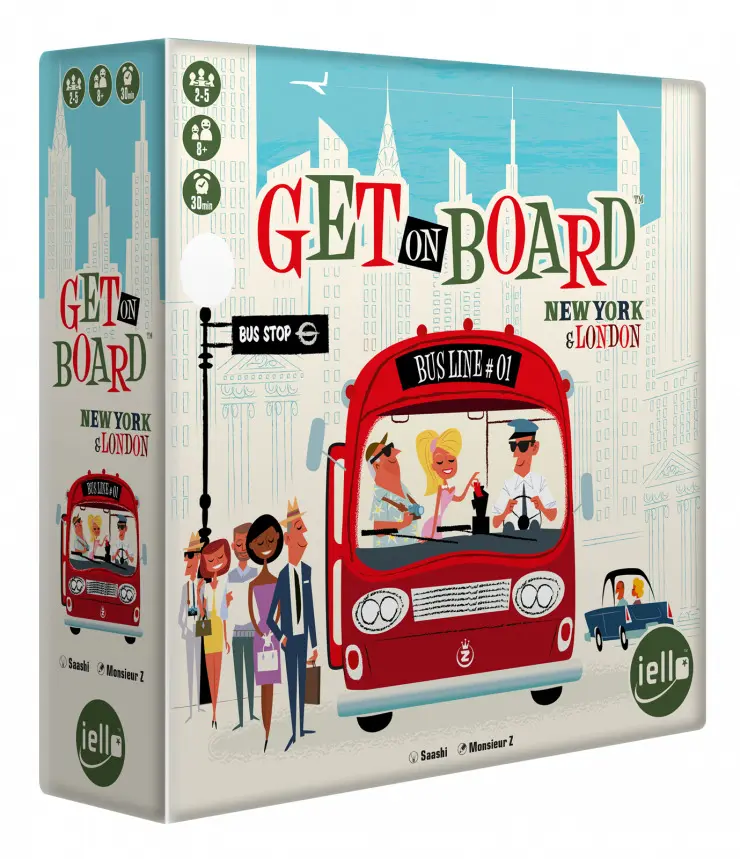 2-5
8+
30min
GET ON
BOARD™
NEW YORK
& LONDON
BUS LINE # 01
Saashi Monsieur Z
iello
2-5
8+
30min
GET ON BOARD™
NEW YORK
& LONDON
BUS STOP
BUS LINE # 01
Z
iello
Saashi Monsieur Z